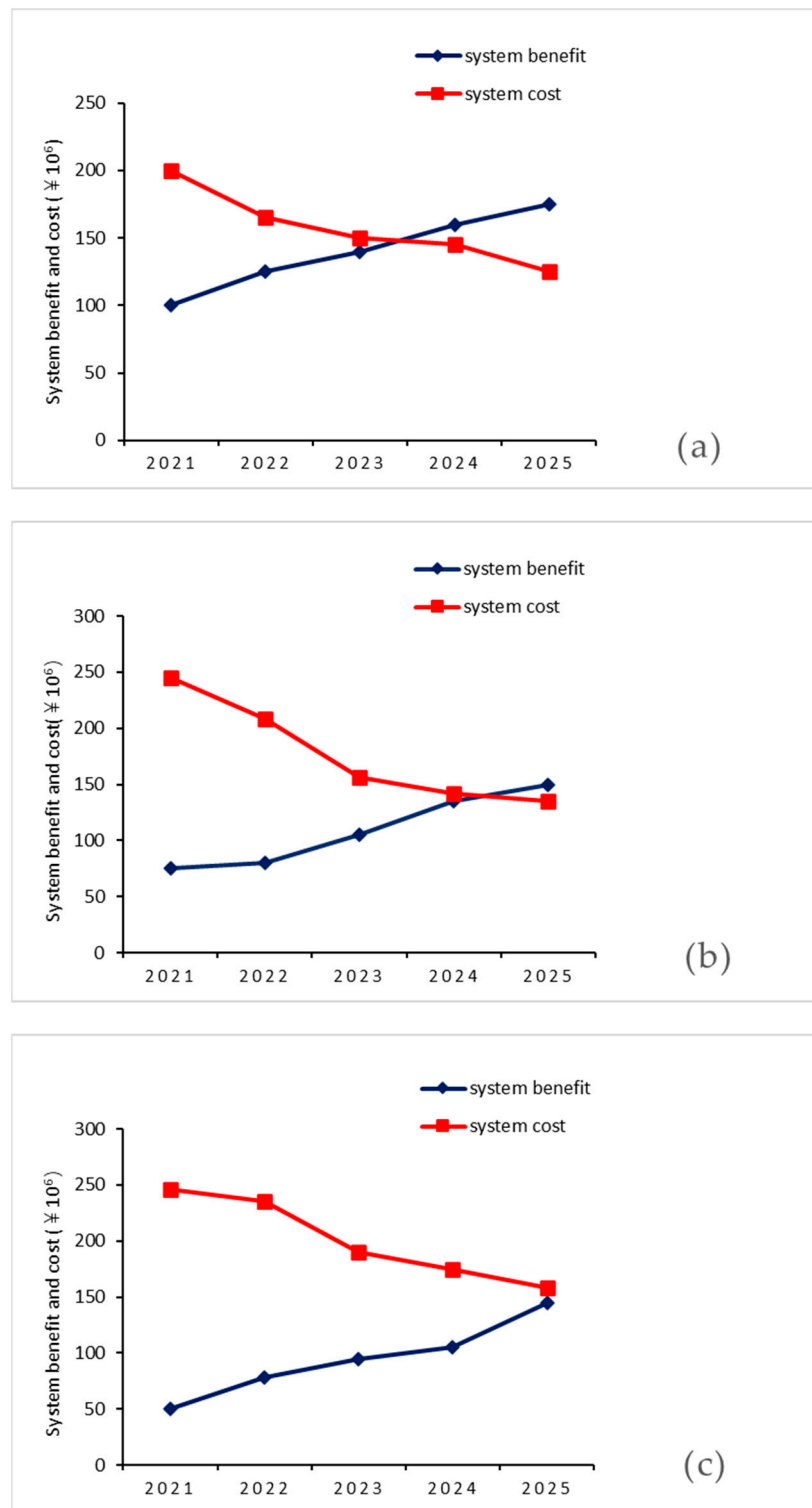 system benefit
system cost
System benefit and cost (¥10⁶)
250
200
150
100
50
0
2021 2022 2023 2024 2025
(a)
system benefit
system cost
System benefit and cost(¥10⁶)
300
250
200
150
100
50
0
2021 2022 2023 2024 2025
(b)
system benefit
system cost
System benefit and cost (¥10⁶)
300
250
200
150
100
50
0
2021 2022 2023 2024 2025
(c)